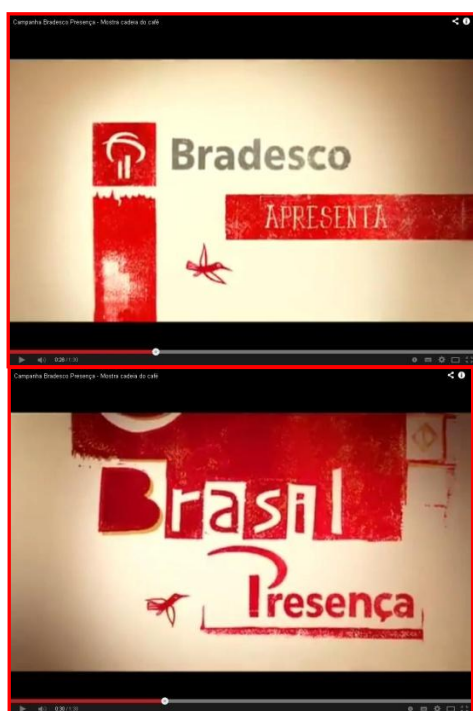 Campanha Bradesco Presença - Mostra cadeia do café
Bradesco
APRESENTA
Campanha Bradesco Presença - Mostra cadeia do café
Brasil
Presença